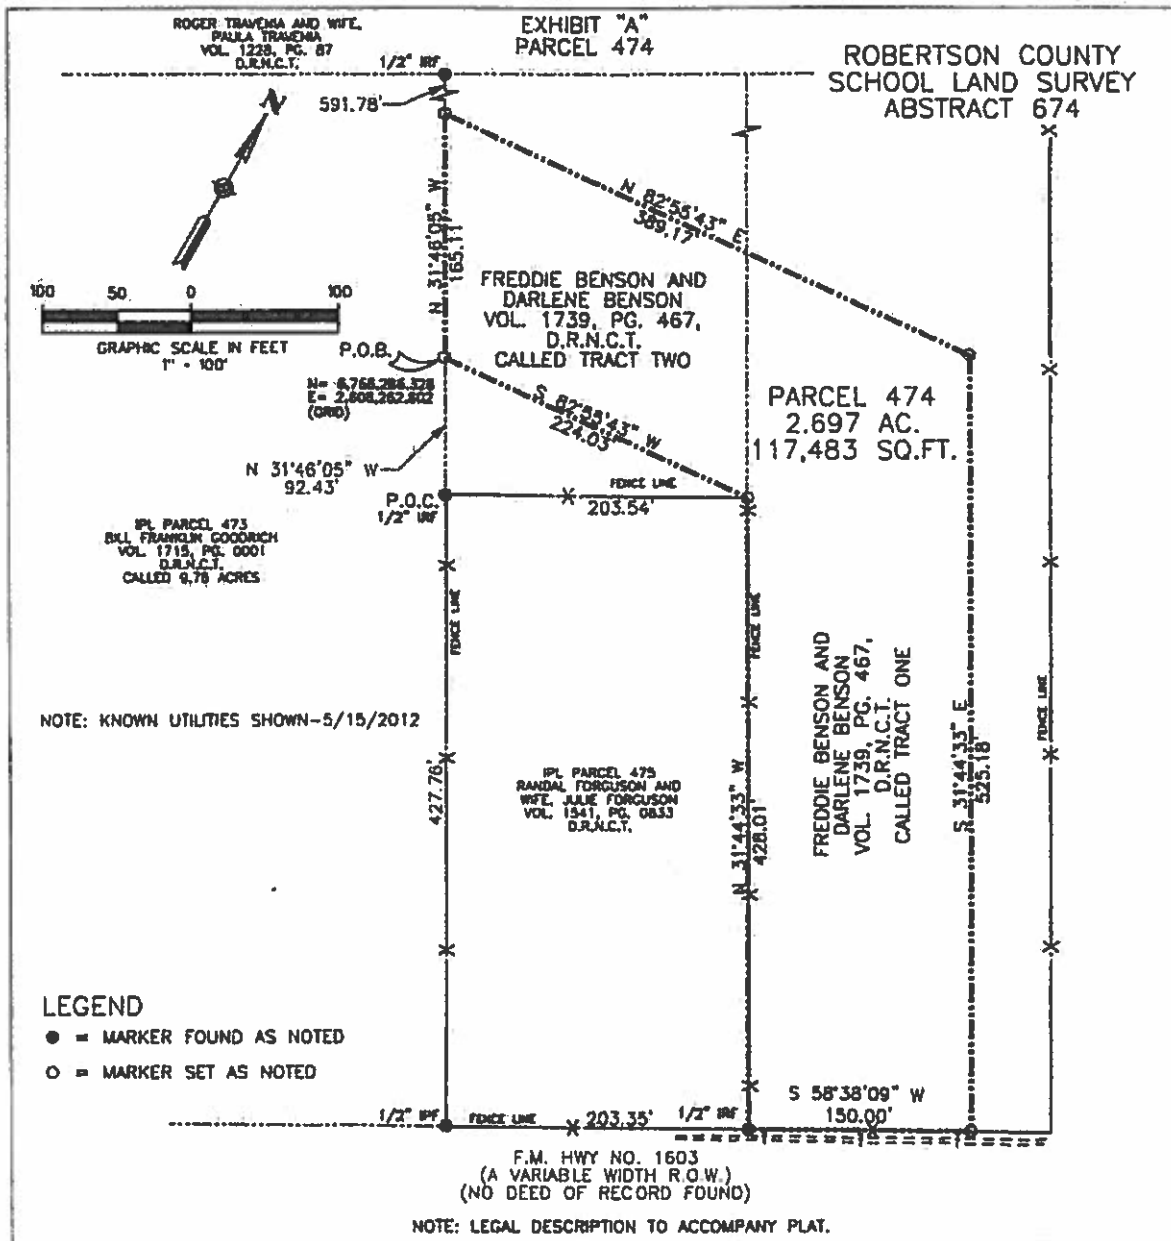 EXHIBIT "A"
PARCEL 474
ROGER TRAVENIA AND WIFE,
PAULA TRAVENIA
VOL. 1228, PG. 87
D.R.N.C.T.
1/2" IRF
ROBERTSON COUNTY
SCHOOL LAND SURVEY
ABSTRACT 674
591.78'
N
N 82°55'43" E
389.17'
N 31°46'05" W
165.11'
FREDDIE BENSON AND
DARLENE BENSON
VOL. 1739, PG. 467,
D.R.N.C.T.
CALLED TRACT TWO
100 50 0 100
GRAPHIC SCALE IN FEET
1" - 100'
P.O.B.
(GRID)
S 82°55'43" W
224.03'
PARCEL 474
2.697 AC.
117,483 SQ.FT.
N 31°46'05" W
92.43'
P.O.C.
1/2" IRF
FENCE LINE
203.54'
IPL PARCEL 473
BILL FRANKLIN GOODRICH
VOL. 1715, PG. 0001
D.R.N.C.T.
CALLED 9.78 ACRES
FENCE LINE
FENCE LINE
FENCE LINE
FREDDIE BENSON AND
DARLENE BENSON
VOL. 1739, PG. 467,
D.R.N.C.T.
CALLED TRACT ONE
S 31°44'33" E
525.18'
NOTE: KNOWN UTILITIES SHOWN-5/15/2012
427.76'
IPL PARCEL 475
RANDAL FORGUSON AND
WIFE, JULIE FORGUSON
VOL. 1541, PG. 0833
D.R.N.C.T.
N 31°44'33" W
428.01'
LEGEND
= MARKER FOUND AS NOTED
= MARKER SET AS NOTED
S 58°38'09" W
150.00'
1/2" IPF
FENCE LINE
203.35'
1/2" IRF
F.M. HWY NO. 1603
(A VARIABLE WIDTH R.O.W.)
(NO DEED OF RECORD FOUND)
NOTE: LEGAL DESCRIPTION TO ACCOMPANY PLAT.